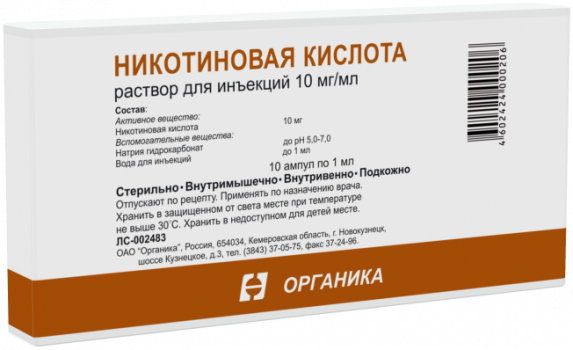 НИКОТИНОВАЯ КИСЛОТА
раствор для инъекций 10 мг/мл
Состав:
Активное вещество:
Никотиновая кислота 10 мг
Вспомогательные вещества:
Натрия гидрокарбонат до pH 5,0-7,0
Вода для инъекций до 1 мл
10 ампул по 1 мл
Стерильно·Внутримышечно·Внутривенно·Подкожно
Отпускают по рецепту. Применять по назначению врача.
Хранить в защищенном от света месте при температуре
не выше 30°С. Хранить в недоступном для детей месте.
ЛС-002483
ОАО "Органика", Россия, 654034, Кемеровская область, г. Новокузнецк,
шоссе Кузнецкое, д.3, тел. (3843) 37-05-75, факс 37-24-96.
ОРГАНИКА
4 602424 000206